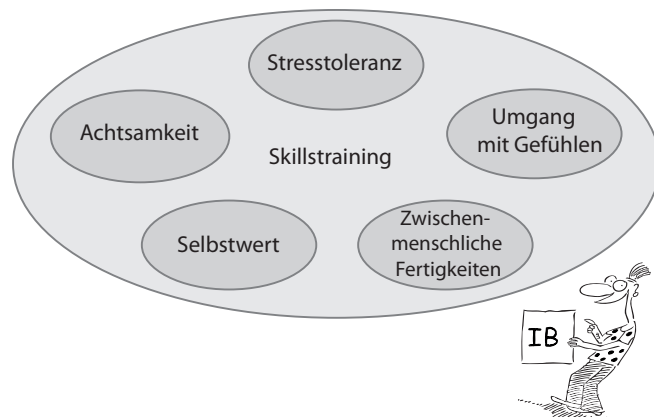 Stresstoleranz
Achtsamkeit
Umgang
mit Gefühlen
Skillstraining
Selbstwert
Zwischen-
menschliche
Fertigkeiten
IB